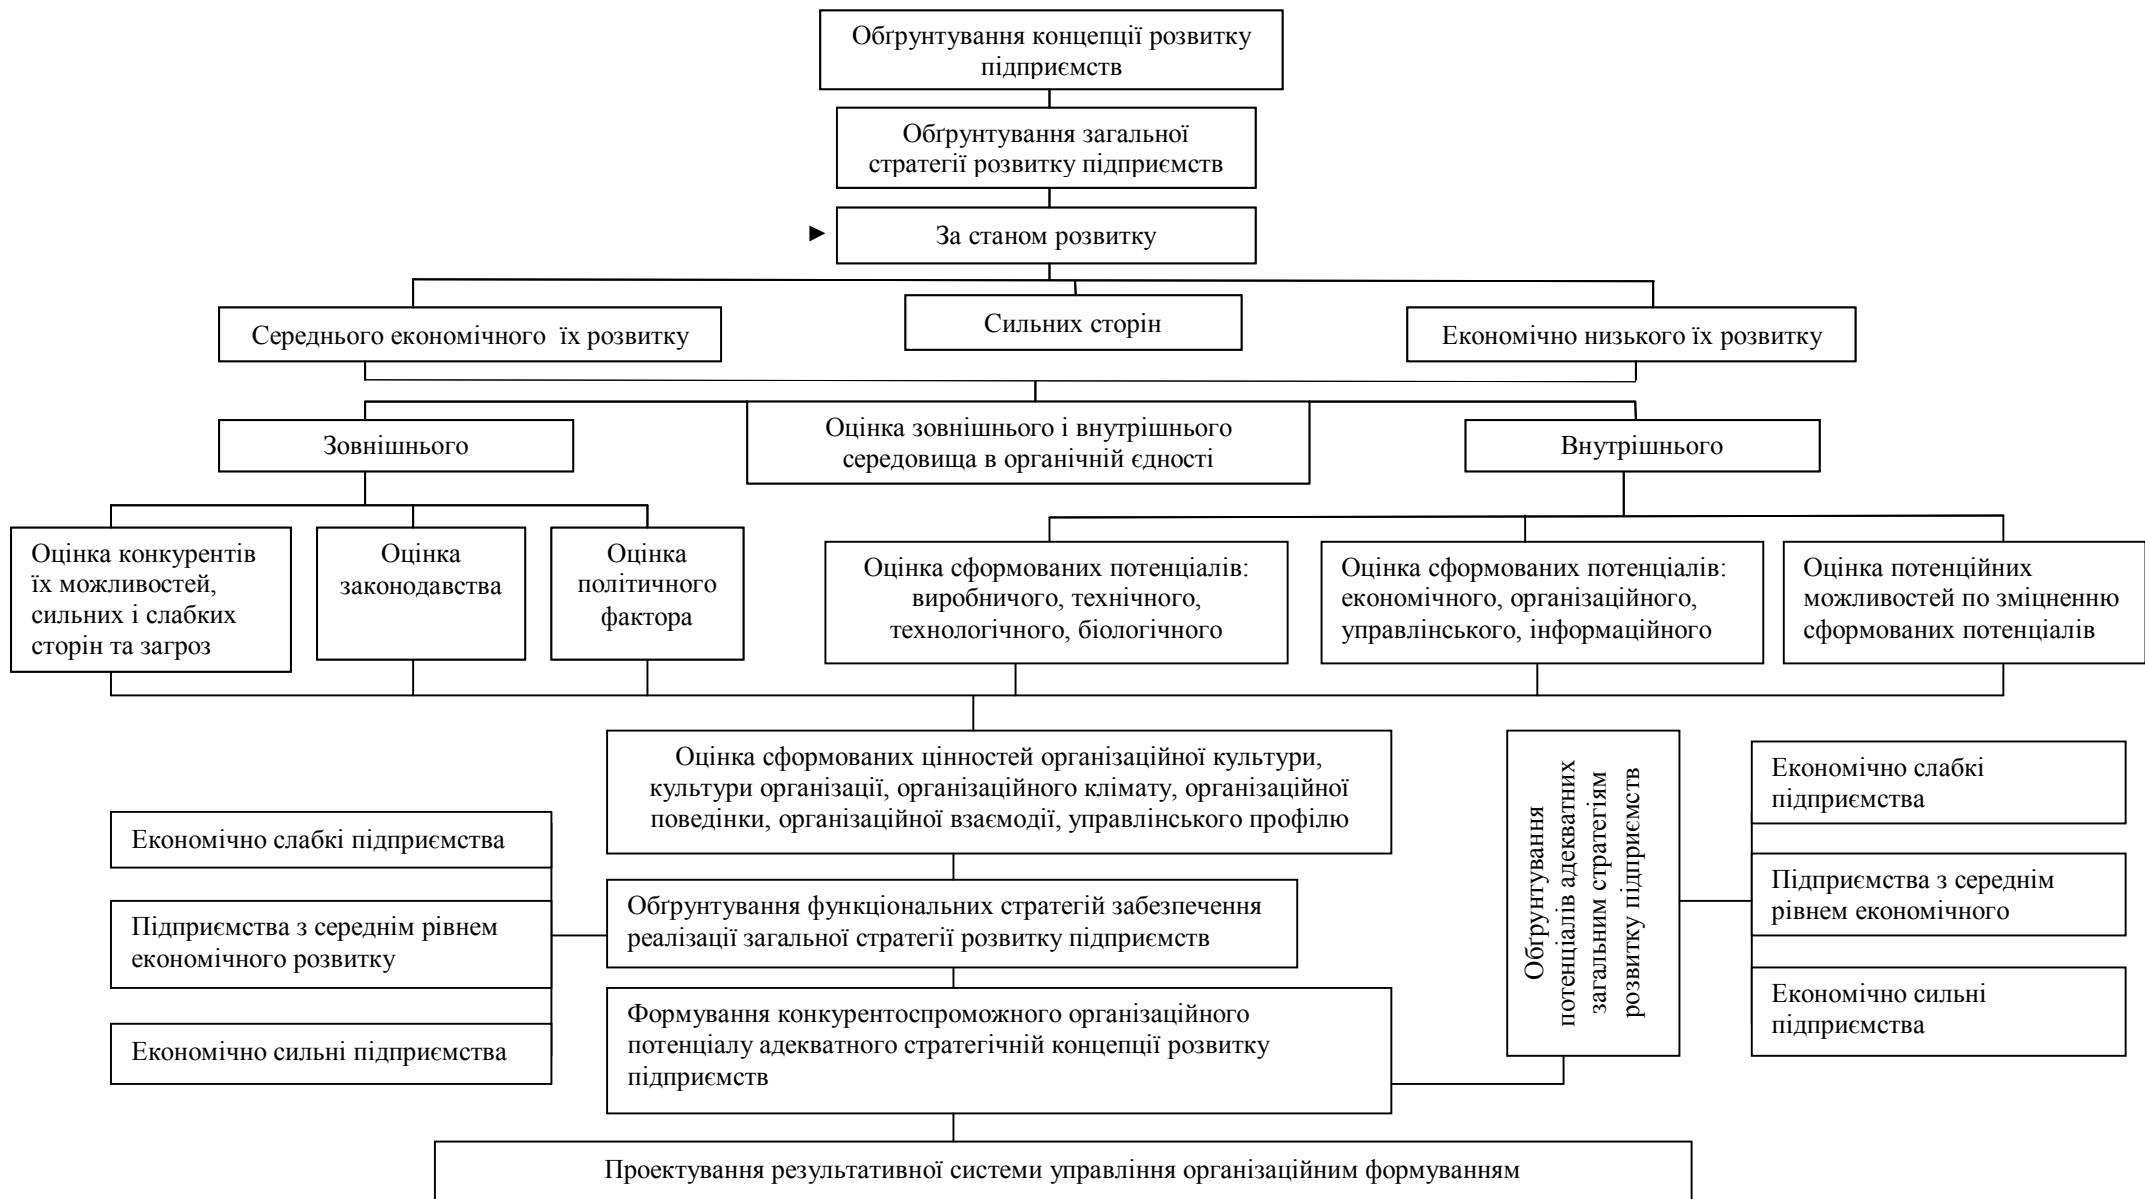 Обґрунтування концепції розвитку
підприємств
Обґрунтування загальної
стратегії розвитку підприємств
За станом розвитку
Середнього економічного їх розвитку
Сильних сторін
Економічно низького їх розвитку
Зовнішнього
Оцінка зовнішнього і внутрішнього
середовища в органічній єдності
Внутрішнього
Оцінка конкурентів
їх можливостей,
сильних і слабких
сторін та загроз
Оцінка
законодавства
Оцінка
політичного
фактора
Оцінка сформованих потенціалів:
виробничого, технічного,
технологічного, біологічного
Оцінка сформованих потенціалів:
економічного, організаційного,
управлінського, інформаційного
Оцінка потенційних
можливостей по зміцненню
сформованих потенціалів
Оцінка сформованих цінностей організаційної культури,
культури організації, організаційного клімату, організаційної
поведінки, організаційної взаємодії, управлінського профілю
Економічно слабкі підприємства
Підприємства з середнім рівнем
економічного розвитку
Економічно сильні підприємства
Обґрунтування функціональних стратегій забезпечення
реалізації загальної стратегії розвитку підприємств
Формування конкурентоспроможного організаційного
потенціалу адекватного стратегічній концепції розвитку
підприємств
Обґрунтування
потенціалів адекватних
загальним стратегіям
розвитку підприємств
Економічно слабкі
підприємства
Підприємства з середнім
рівнем економічного
Економічно сильні
підприємства
Проектування результативної системи управління організаційним формуванням